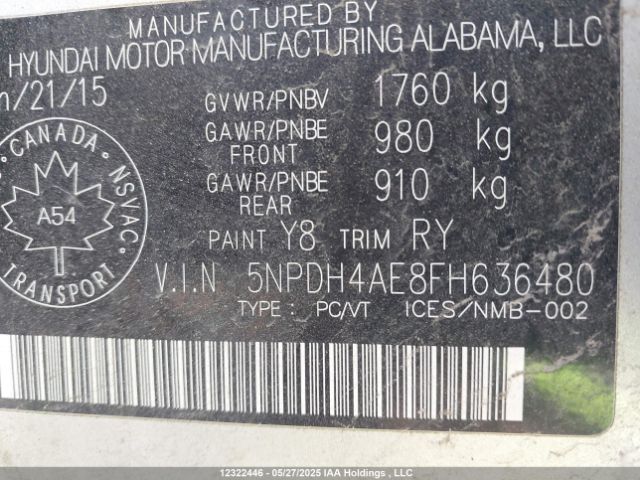 MANUFACTURED BY
HYUNDAI MOTOR MANUFACTURING ALABAMA, LLC
/21/15
GVWR/PNBV 1760 kg
GAWR/PNBE FRONT 980 kg
GAWR/PNBE REAR 910 kg
PAINT Y8 TRIM RY
CANADA
NSVAC
A54
TRANSPORT
V.I.N 5NPDH4AE8FH636480
TYPE : PC/VT ICES/NMB-002
12322446 - 05/27/2025 IAA Holdings , LLC